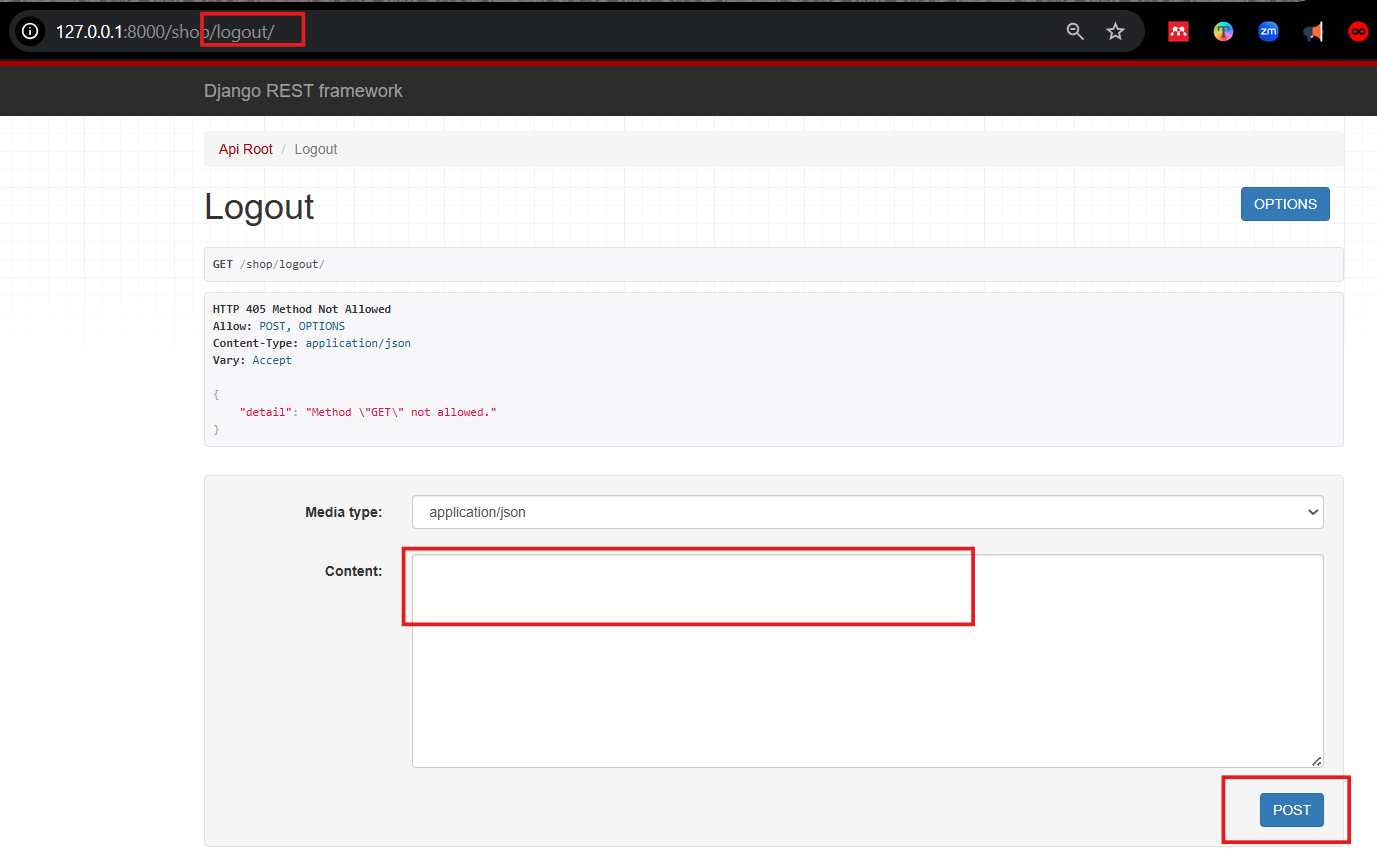 127.0.0.1:8000/shop/logout/
zm
Django REST framework
Api Root / Logout
Logout
OPTIONS
GET /shop/logout/
HTTP 405 Method Not Allowed
Allow: POST, OPTIONS
Content-Type: application/json
Vary: Accept
{
"detail": "Method \"GET\" not allowed."
}
Media type:
application/json
Content:
POST